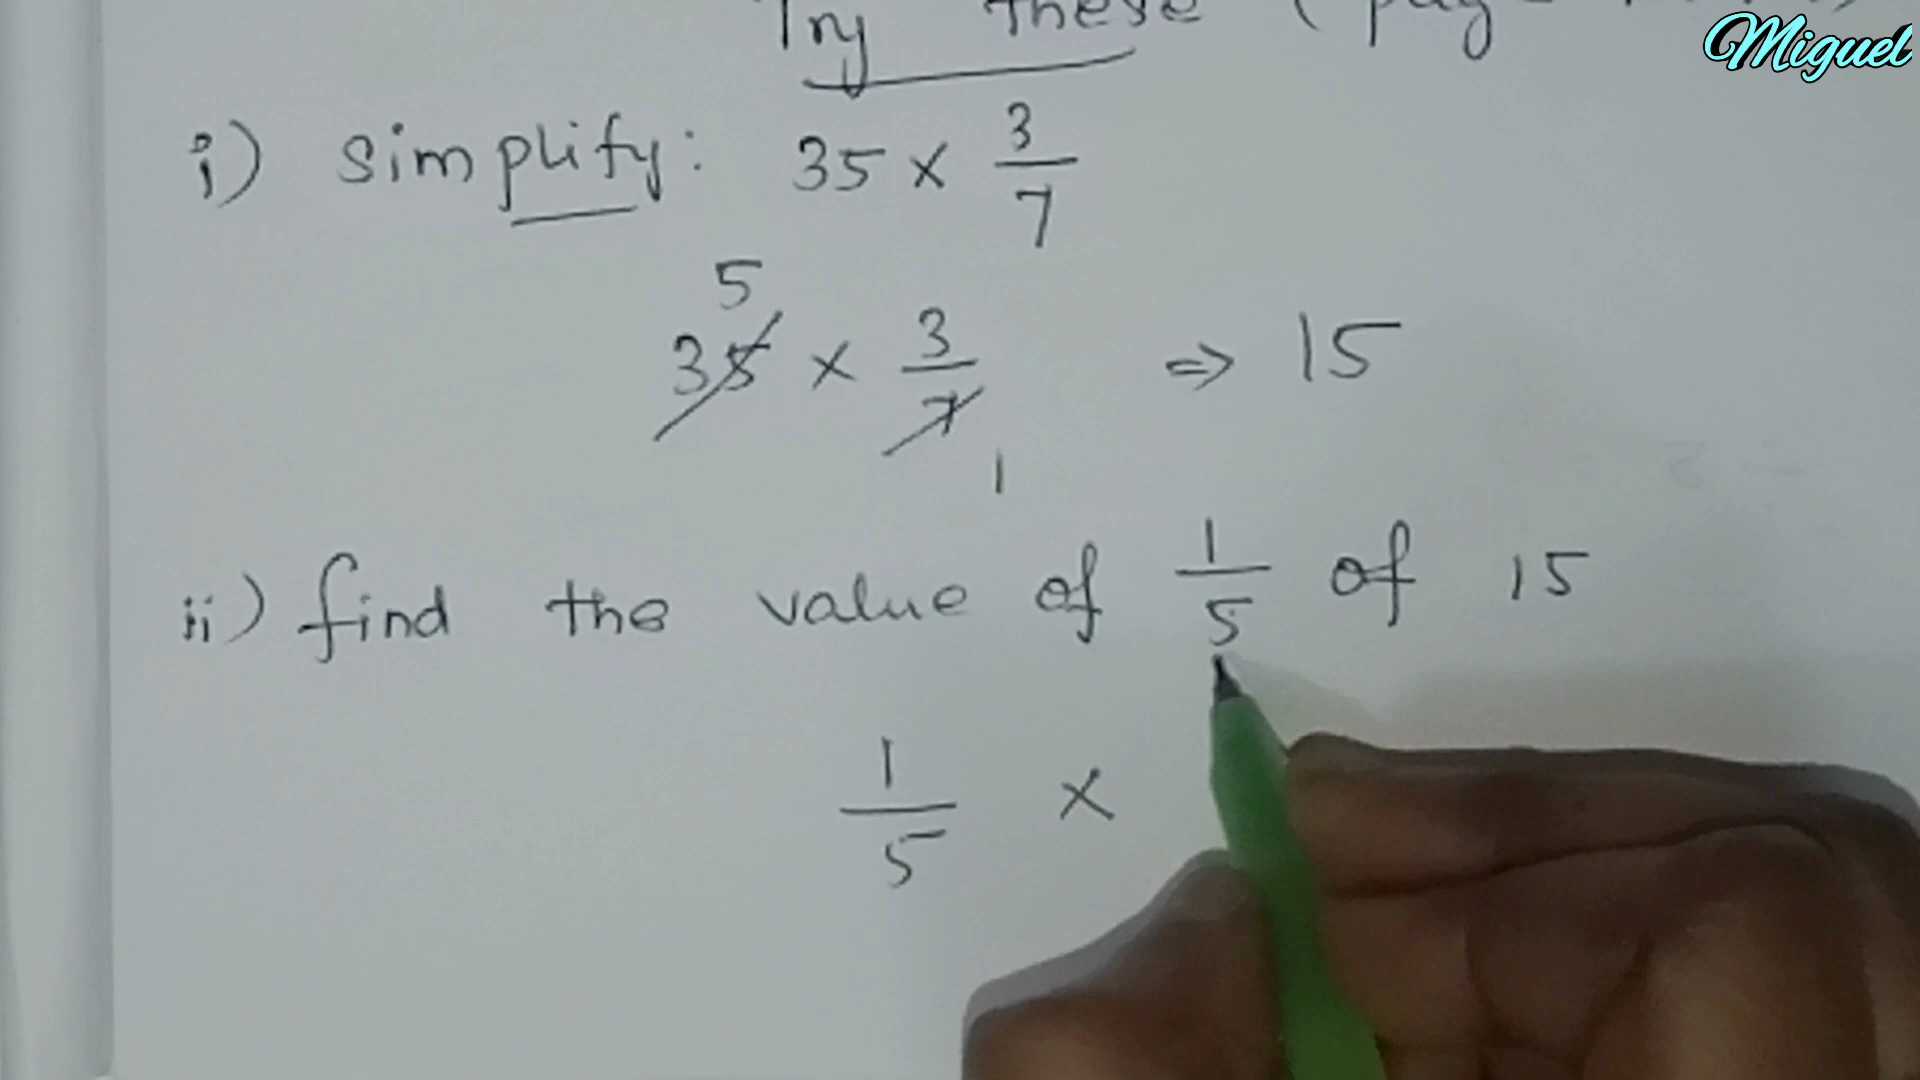 Try these (
Miguel
i) simplify: 35 × 3/7
5
35 × 3/7 ⇒ 15
1
ii) find the value of 1/5 of 15
1/5 ×